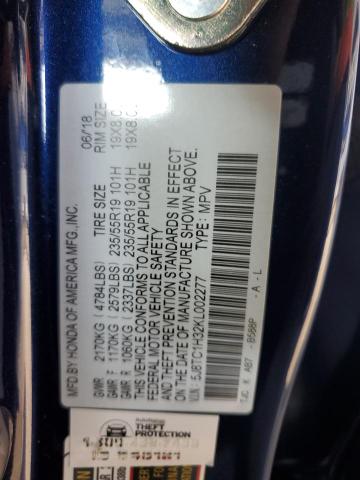 MFD.BY HONDA OF AMERICA MFG.,INC. 06/18
TIRE SIZE RIM SIZE
GVWR 2170KG (4784LBS)
GAWR F 1170KG (2579LBS) 235/55R19 101H 19X8.0
GAWR R 1060KG (2337LBS) 235/55R19 101H 19X8.0
THIS VEHICLE CONFORMS TO ALL APPLICABLE
FEDERAL MOTOR VEHICLE SAFETY
AND THEFT PREVENTION STANDARDS IN EFFECT
ON THE DATE OF MANUFACTURE SHOWN ABOVE.
V.I.N: 5J8TC1H32KL002277 TYPE: MPV
TJC K AB7 - B588P - A - L
THEFT
PROTECTION